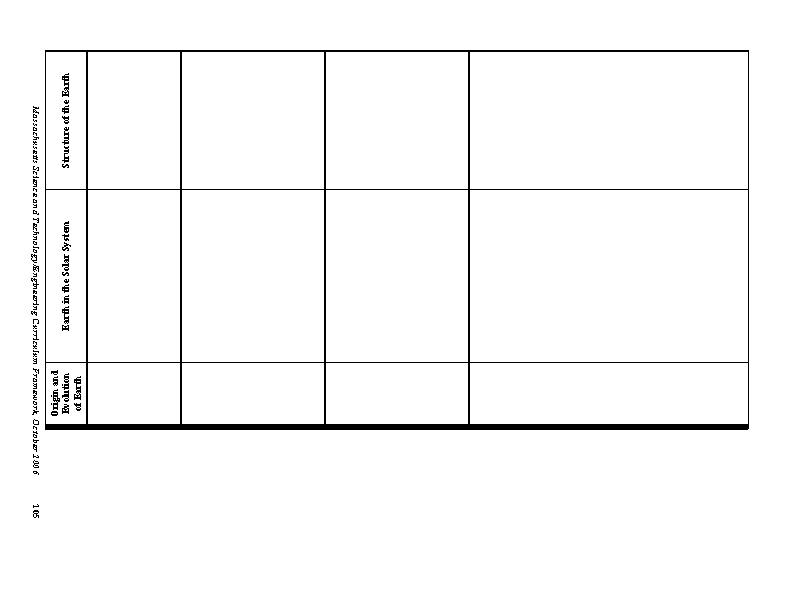 Structure of the Earth
Earth in the Solar System
Origin and
Evolution
of Earth
Massachusetts Science and Technology/Engineering Curriculum Framework, October 2006
105